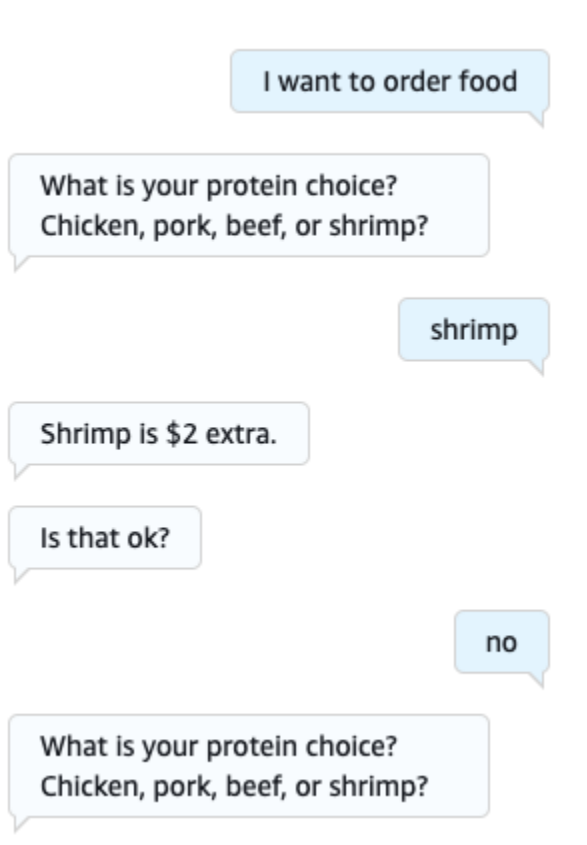 I want to order food
What is your protein choice?
Chicken, pork, beef, or shrimp?
shrimp
Shrimp is $2 extra.
Is that ok?
no
What is your protein choice?
Chicken, pork, beef, or shrimp?